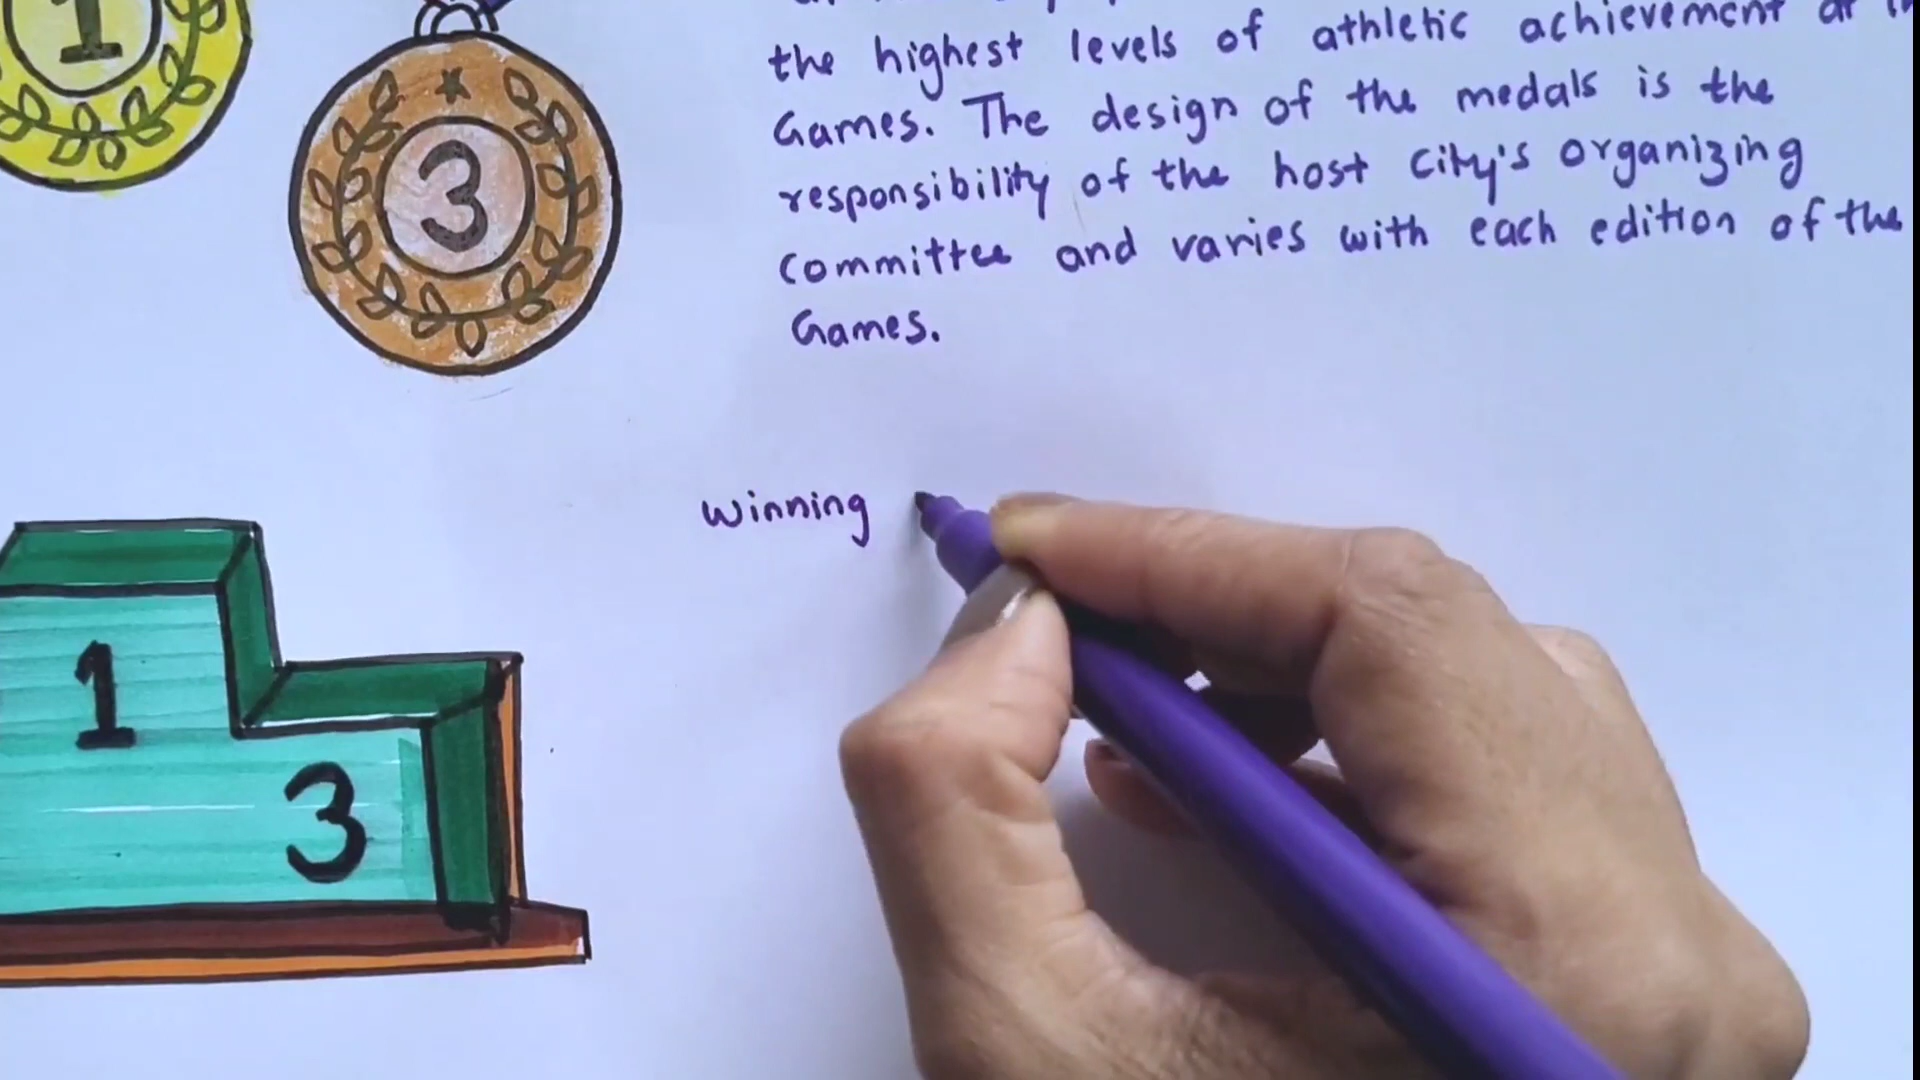 1
3
the highest levels of athletic achievement at
Games. The design of the medals is the
responsibility of the host city's organizing
committee and varies with each edition of the
Games.
winning
1
3